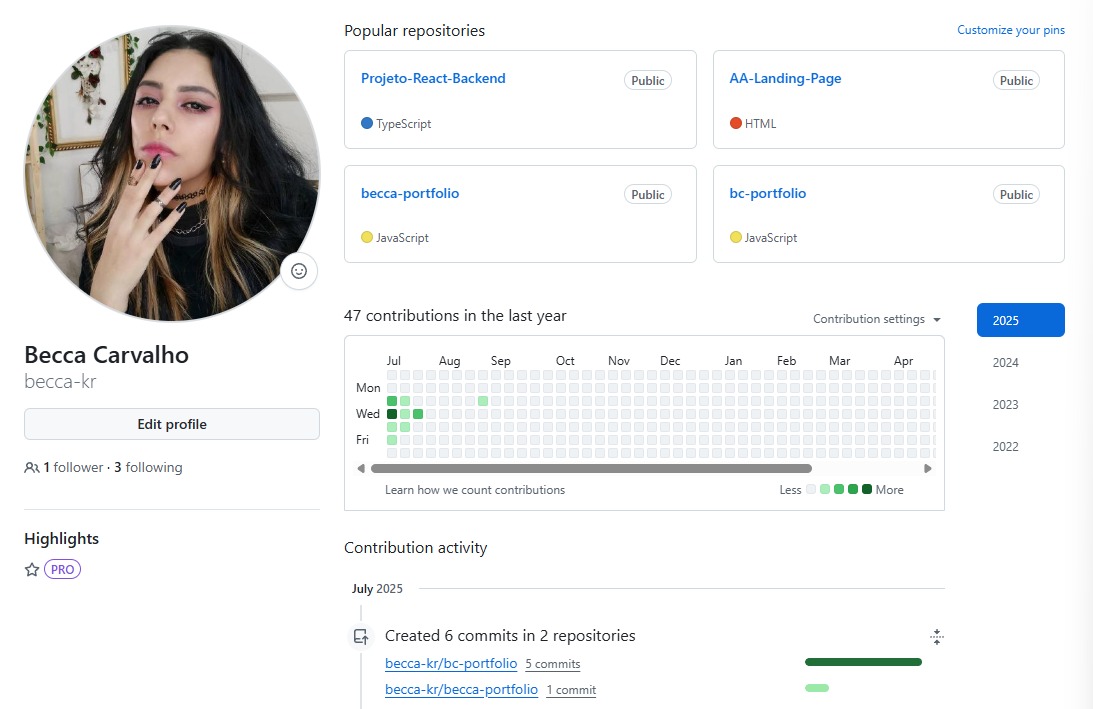 Popular repositories
Customize your pins
Projeto-React-Backend
Public
TypeScript
AA-Landing-Page
Public
HTML
becca-portfolio
Public
JavaScript
bc-portfolio
Public
JavaScript
Becca Carvalho
becca-kr
Edit profile
1 follower · 3 following
Highlights
PRO
47 contributions in the last year
Contribution settings
2025
2024
2023
2022
Jul Aug Sep Oct Nov Dec Jan Feb Mar Apr
Mon
Wed
Fri
Learn how we count contributions
Less More
Contribution activity
July 2025
Created 6 commits in 2 repositories
becca-kr/bc-portfolio 5 commits
becca-kr/becca-portfolio 1 commit